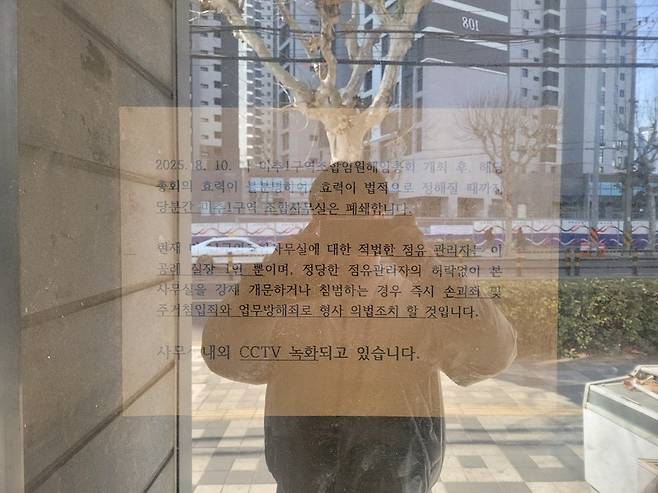 108
2025. 8. 10. 미추1구역조합임원해임총회 개최 후, 해당
총회의 효력이 불분명하여, 효력이 법적으로 정해질 때까지
당분간 미추1구역 조합사무실은 폐쇄합니다.
현재 사무실에 대한 적법한 점유 관리자는 이
실장 1인 뿐이며, 정당한 점유관리자의 허락없이 본
사무실을 강제 개문하거나 침범하는 경우 즉시 손괴죄 및
주거침입죄와 업무방해죄로 형사 의법조치 할 것입니다.
CCTV 녹화되고 있습니다.